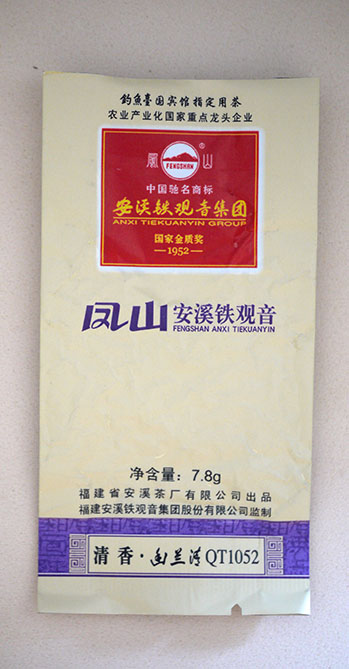 钓鱼臺国宾馆指定用茶
农业产业化国家重点龙头企业
鳳 FENGSHAN 山 ®
中国驰名商标
安溪铁观音集团
ANXI TIEKUANYIN GROUP
国家金质奖
—1952—
凤山 安溪铁观音
FENGSHAN ANXI TIEKUANYIN
净含量：7.8g
福建省安溪茶厂有限公司出品
福建安溪铁观音集团股份有限公司监制
清香·幽兰清 QT1052